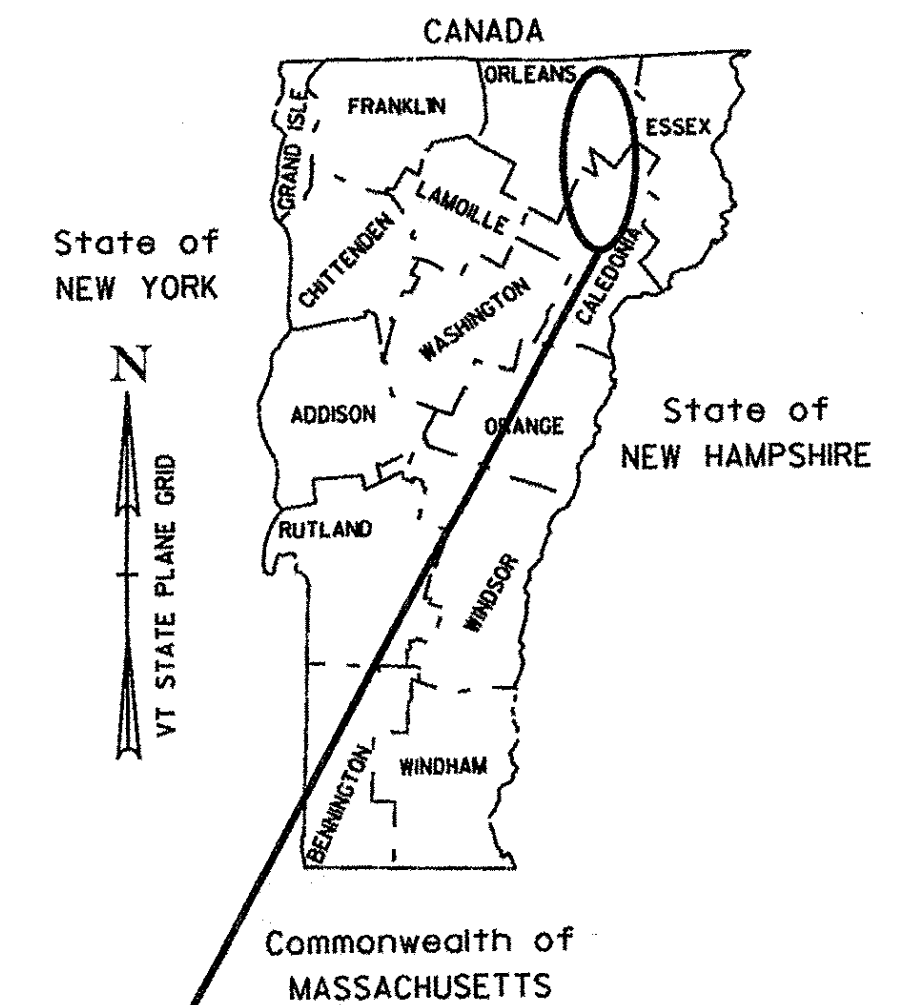 CANADA
ORLEANS
FRANKLIN
GRAND ISLE
ESSEX
LAMOILLE
CHITTENDEN
State of
NEW YORK
CALEDONIA
WASHINGTON
N
ADDISON
ORANGE
State of
NEW HAMPSHIRE
VT STATE PLANE GRID
RUTLAND
WINDSOR
BENNINGTON
WINDHAM
Commonwealth of
MASSACHUSETTS